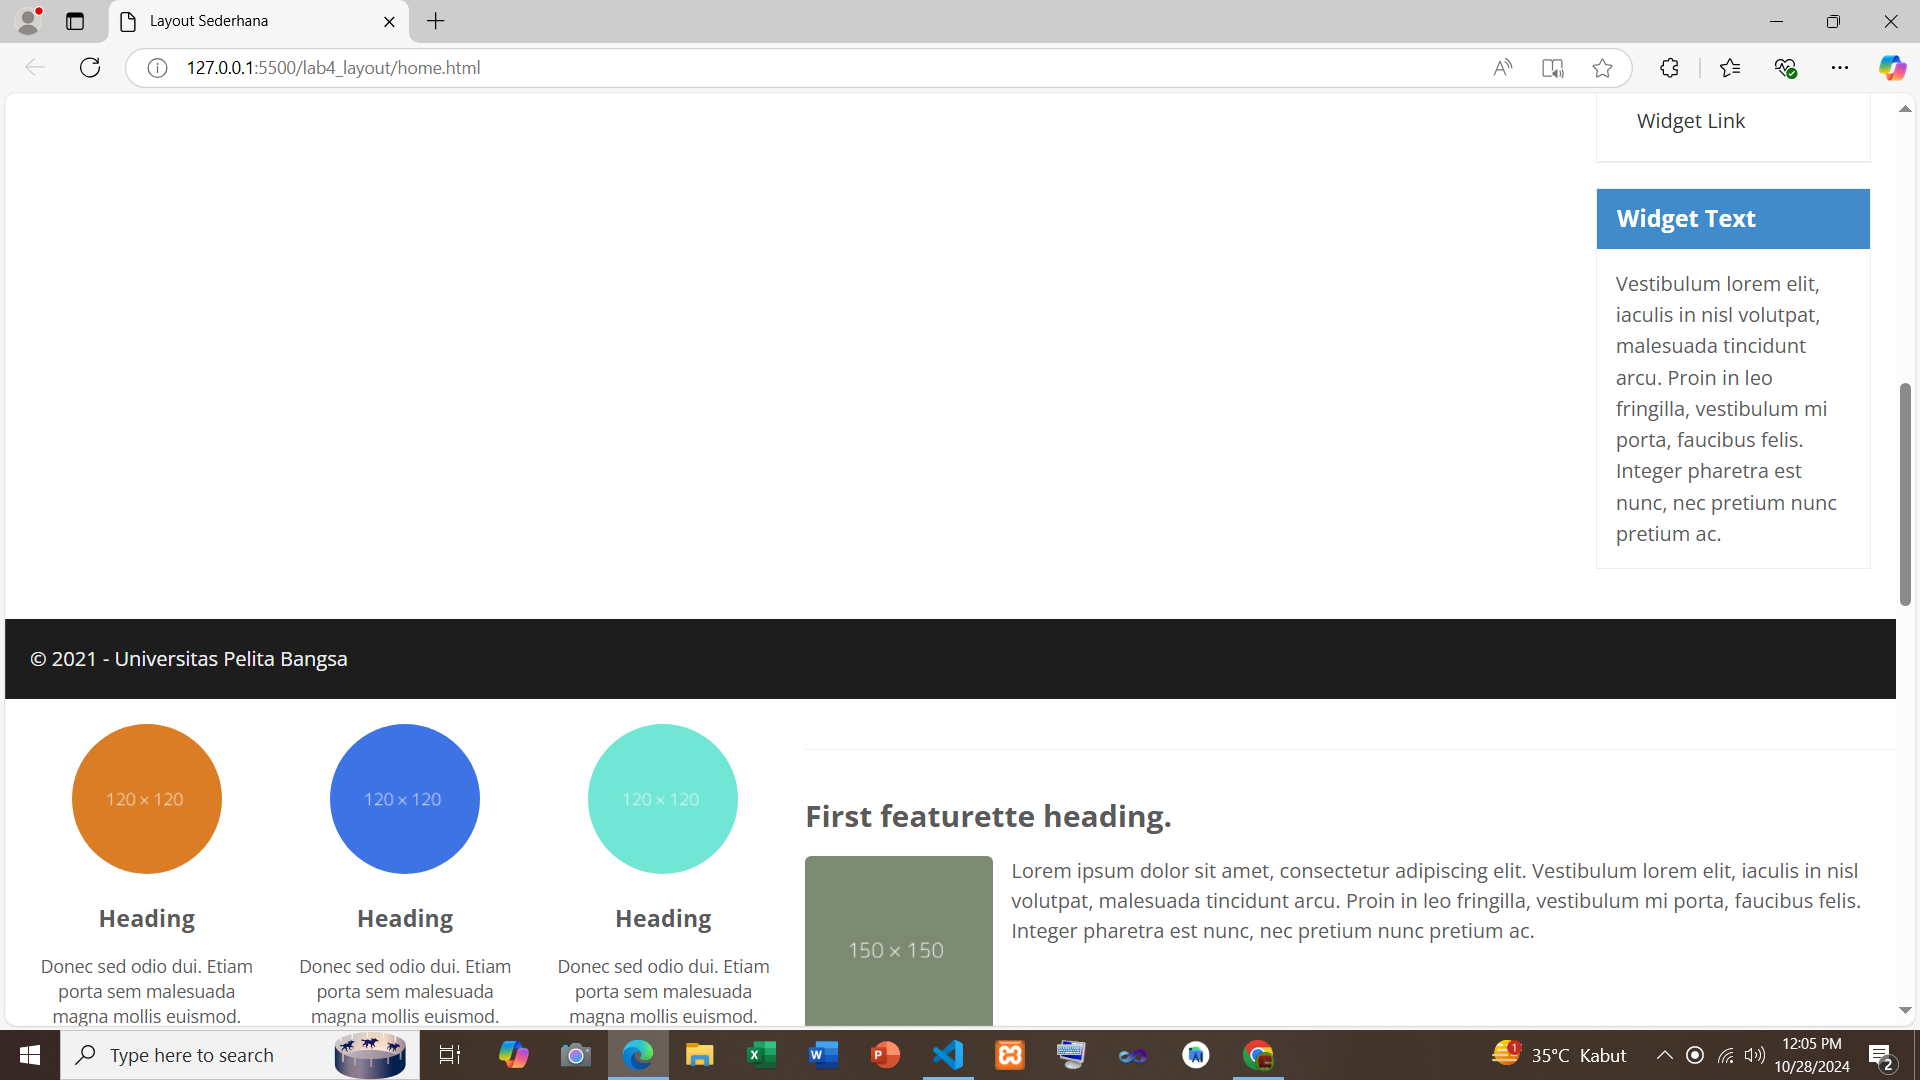 Layout Sederhana
127.0.0.1:5500/lab4_layout/home.html
Widget Link
Widget Text
Vestibulum lorem elit,
iaculis in nisl volutpat,
malesuada tincidunt
arcu. Proin in leo
fringilla, vestibulum mi
porta, faucibus felis.
Integer pharetra est
nunc, nec pretium nunc
pretium ac.
© 2021 - Universitas Pelita Bangsa
120 × 120
Heading
Donec sed odio dui. Etiam
porta sem malesuada
magna mollis euismod.
120 × 120
Heading
Donec sed odio dui. Etiam
porta sem malesuada
magna mollis euismod.
120 × 120
Heading
Donec sed odio dui. Etiam
porta sem malesuada
magna mollis euismod.
First featurette heading.
150 × 150
Lorem ipsum dolor sit amet, consectetur adipiscing elit. Vestibulum lorem elit, iaculis in nisl
volutpat, malesuada tincidunt arcu. Proin in leo fringilla, vestibulum mi porta, faucibus felis.
Integer pharetra est nunc, nec pretium nunc pretium ac.
Type here to search
1
35°C Kabut
12:05 PM
10/28/2024
2